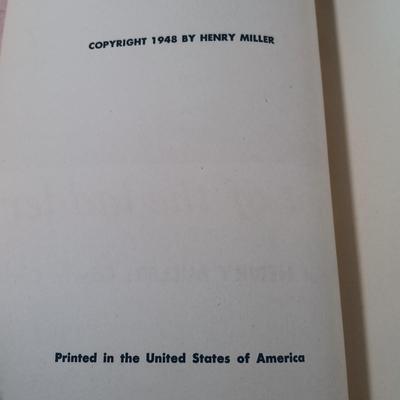 COPYRIGHT 1948 BY HENRY MILLER
Printed in the United States of America